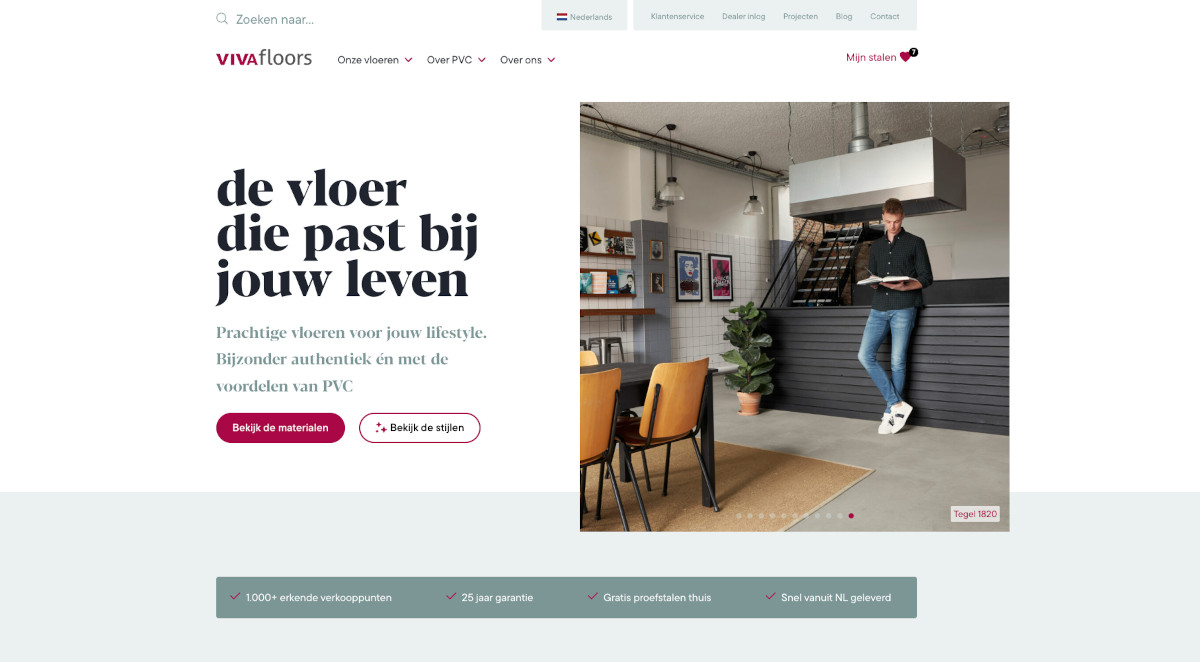 Zoeken naar...
Nederlands
Klantenservice
Dealer inlog
Projecten
Blog
Contact
VIVAfloors
Onze vloeren
Over PVC
Over ons
Mijn stalen
7
de vloer
die past bij
jouw leven
Prachtige vloeren voor jouw lifestyle.
Bijzonder authentiek én met de
voordelen van PVC
Bekijk de materialen
Bekijk de stijlen
Tegel 1820
1.000+ erkende verkooppunten
25 jaar garantie
Gratis proefstalen thuis
Snel vanuit NL geleverd